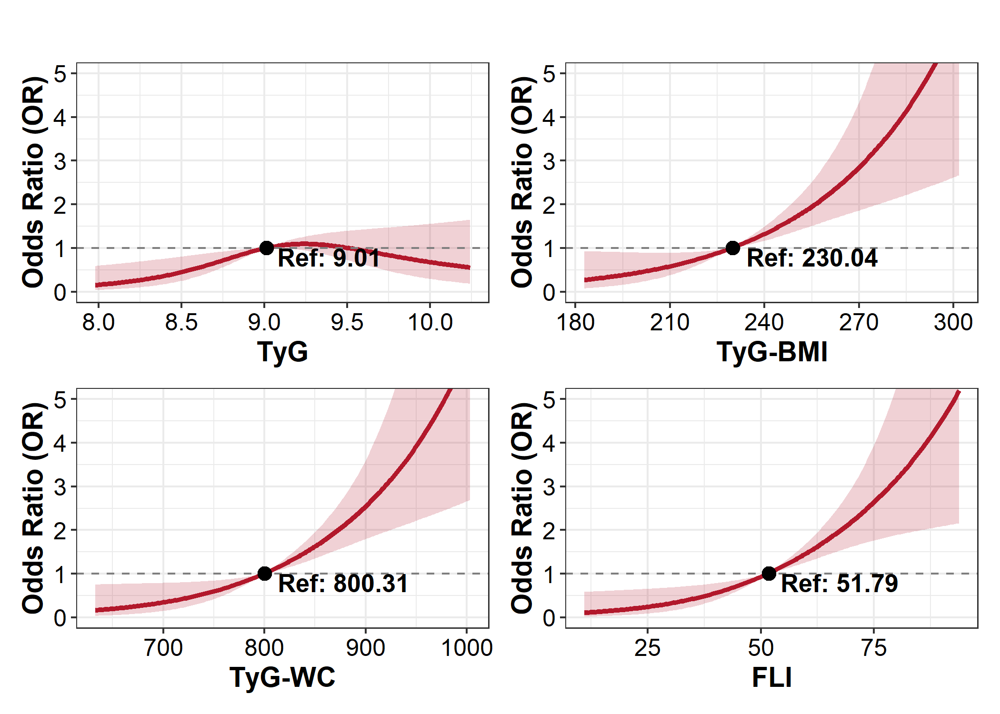 Odds Ratio (OR)
5
4
3
2
1
0
Ref: 9.01
8.0 8.5 9.0 9.5 10.0
TyG
Odds Ratio (OR)
5
4
3
2
1
0
Ref: 230.04
180 210 240 270 300
TyG-BMI
Odds Ratio (OR)
5
4
3
2
1
0
Ref: 800.31
700 800 900 1000
TyG-WC
Odds Ratio (OR)
5
4
3
2
1
0
Ref: 51.79
25 50 75
FLI